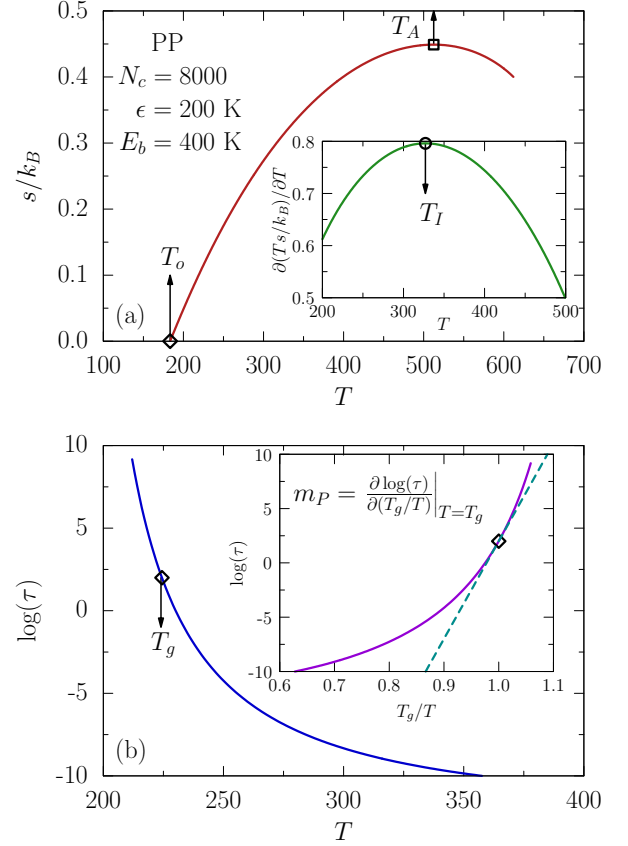 0.5
0.4
0.3
0.2
0.1
0.0
s/k_B
PP
N_c = 8000
ϵ = 200 K
E_b = 400 K
T_A
T_o
(a)
100 200 300 400 500 600 700
T
0.8
0.7
0.6
0.5
∂(Ts/k_B)/∂T
T_I
200 300 400 500
T
10
5
0
-5
-10
log(τ)
T_g
(b)
200 250 300 350 400
T
10
5
0
-5
-10
log(τ)
m_P = ∂ log(τ)/∂(T_g/T)|_{T=T_g}
0.6 0.7 0.8 0.9 1.0 1.1
T_g/T